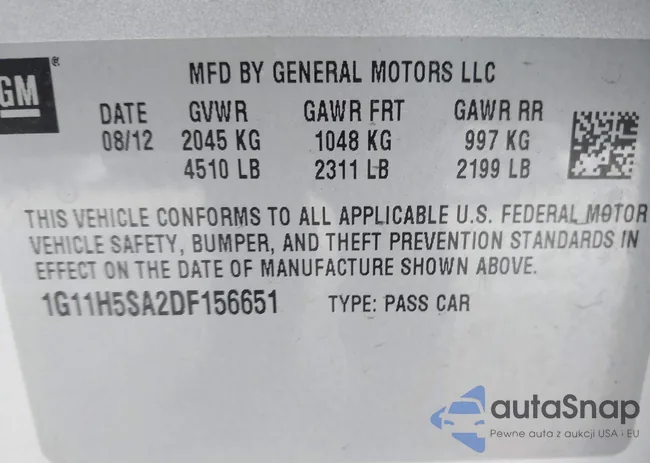 GM®
MFD BY GENERAL MOTORS LLC
DATE GVWR GAWR FRT GAWR RR
08/12 2045 KG 1048 KG 997 KG
4510 LB 2311 LB 2199 LB
THIS VEHICLE CONFORMS TO ALL APPLICABLE U.S. FEDERAL MOTOR
VEHICLE SAFETY, BUMPER, AND THEFT PREVENTION STANDARDS IN
EFFECT ON THE DATE OF MANUFACTURE SHOWN ABOVE.
1G11H5SA2DF156651 TYPE: PASS CAR
autaSnap
Pewne auta z aukcji USA i EU